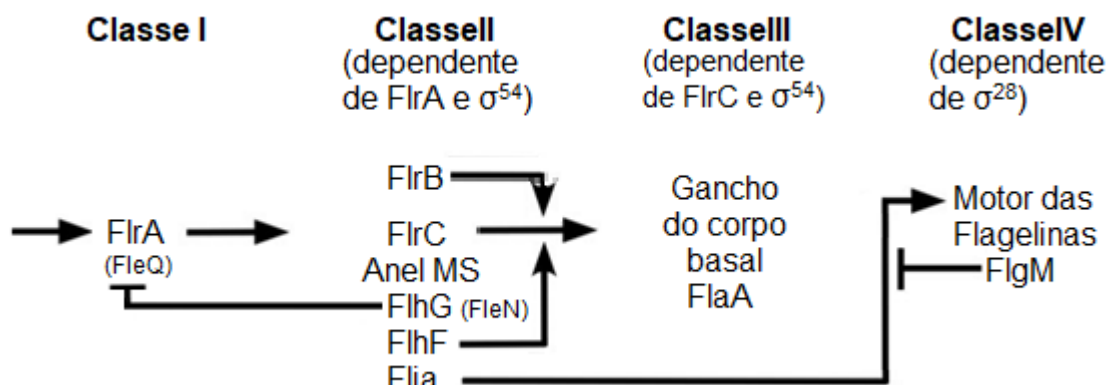 Classe I
ClasseII
(dependente
de FlrA e σ⁵⁴)
ClasseIII
(dependente
de FlrC e σ⁵⁴)
ClasseIV
(dependente
de σ²⁸)
FlrA
(FleQ)
FlrB
FlrC
Anel MS
FlhG (FleN)
FlhF
Flia
Gancho
do corpo
basal
FlaA
Motor das
Flagelinas
FlgM